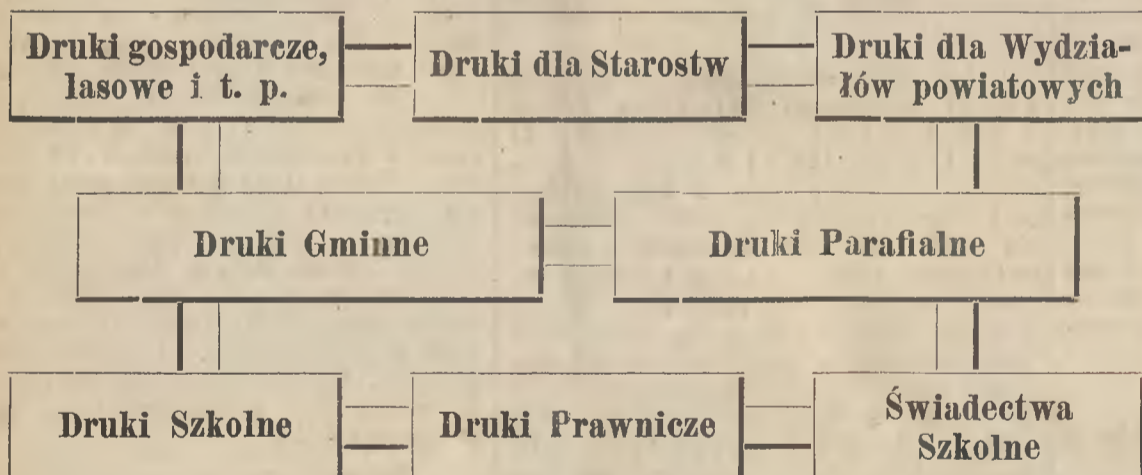 Druki gospodarcze,
lasowe i t. p.
Druki dla Starostw
Druki dla Wydzia-
łów powiatowych
Druki Gminne
Druki Parafialne
Druki Szkolne
Druki Prawnicze
Świadectwa
Szkolne